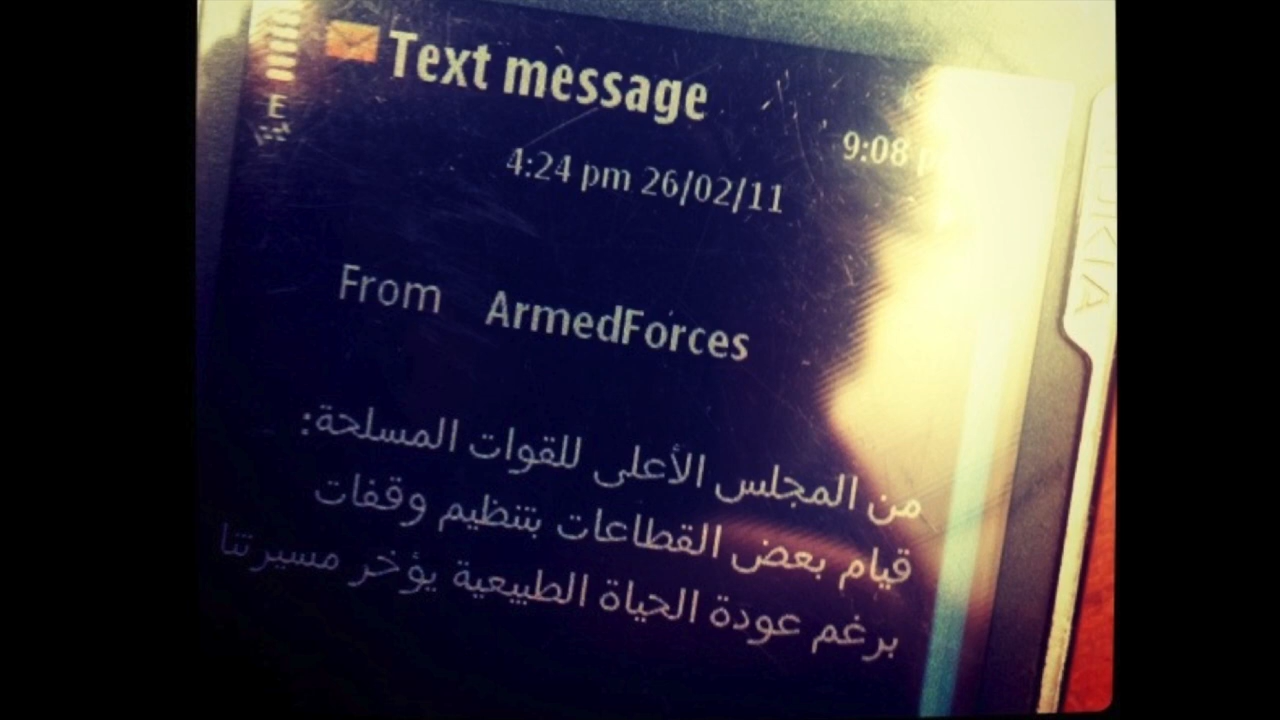 Text message
E
9:08
4:24 pm 26/02/11
From ArmedForces
من المجلس الأعلى للقوات المسلحة:
قيام بعض القطاعات بتنظيم وقفات
برغم عودة الحياة الطبيعية يؤخر مسيرتنا
NOKIA